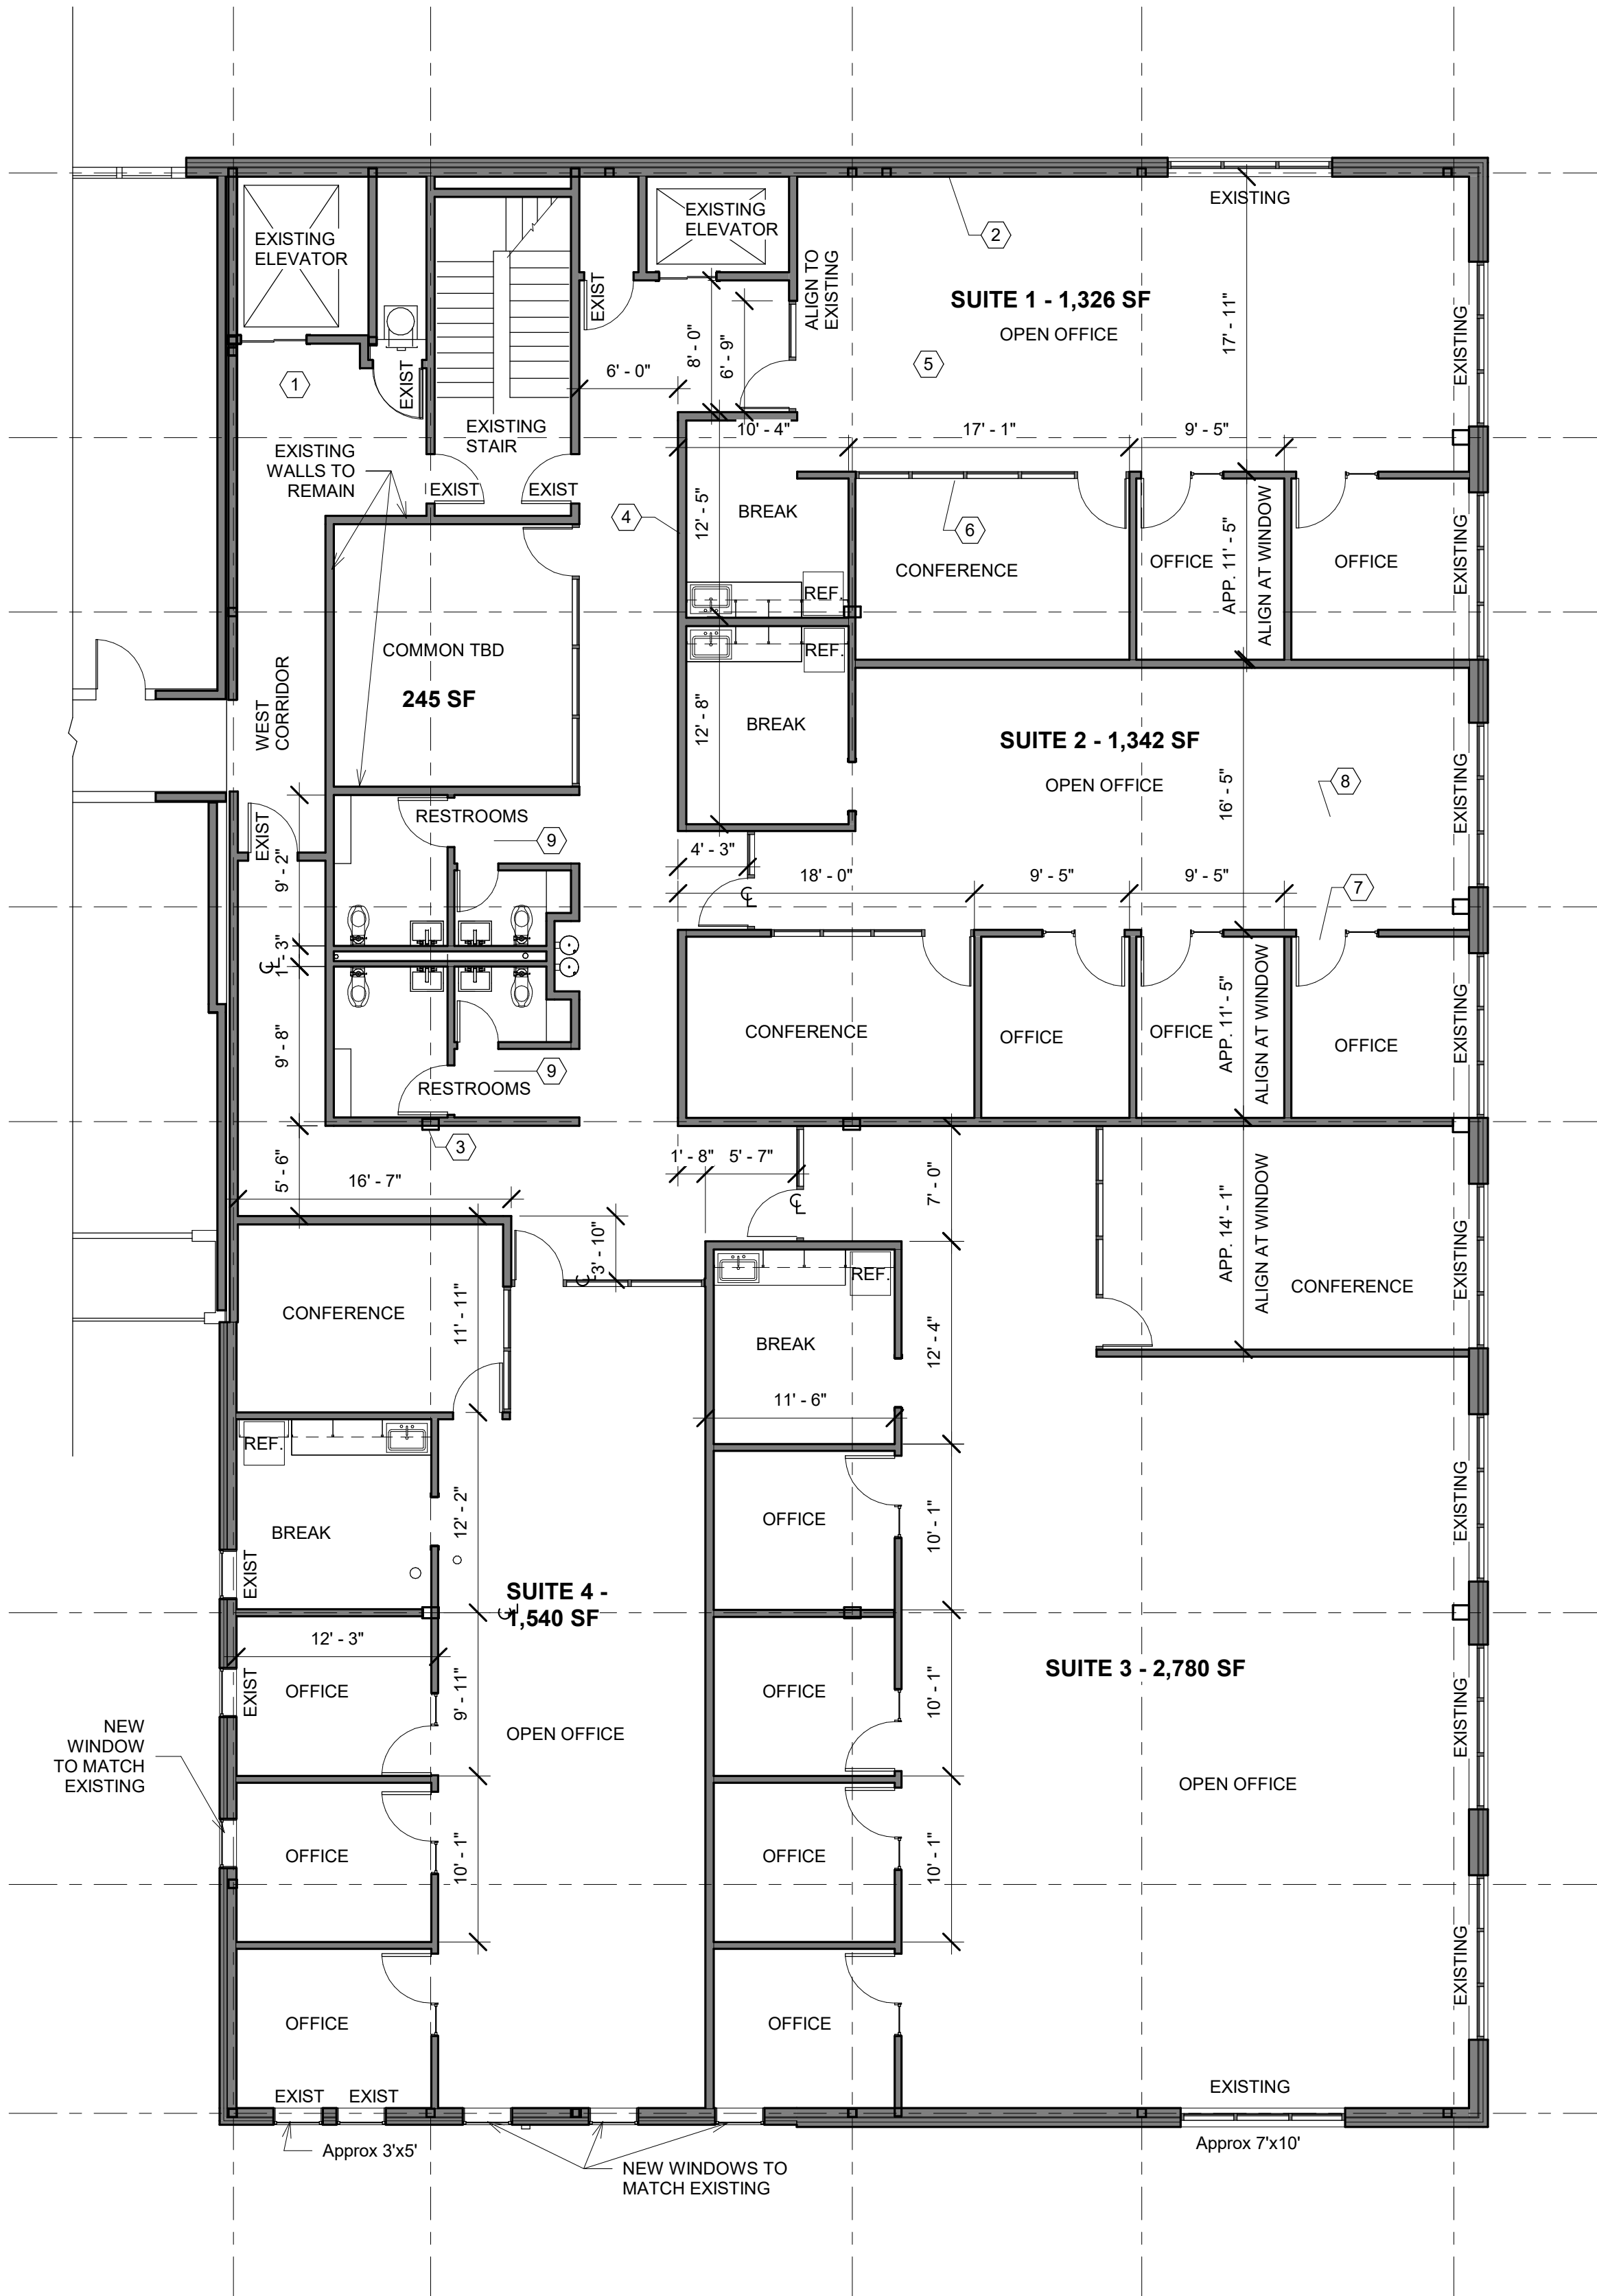 EXISTING
2
EXISTING
ELEVATOR
EXISTING
ELEVATOR
ALIGN TO
EXISTING
EXIST
SUITE 1 - 1,326 SF
OPEN OFFICE
17' - 11"
EXISTING
8' - 0"
6' - 9"
5
6' - 0"
1
EXIST
EXISTING
STAIR
10' - 4"
17' - 1"
9' - 5"
EXISTING
WALLS TO
REMAIN
EXIST
EXIST
4
12' - 5"
BREAK
6
CONFERENCE
OFFICE
APP. 11' - 5"
ALIGN AT WINDOW
OFFICE
EXISTING
REF.
COMMON TBD
245 SF
REF.
WEST
CORRIDOR
12' - 8"
BREAK
SUITE 2 - 1,342 SF
OPEN OFFICE
16' - 5"
8
EXISTING
RESTROOMS
9
EXIST
9' - 2"
4' - 3"
CL
18' - 0"
9' - 5"
9' - 5"
7
1' - 3"
CL
9' - 8"
CONFERENCE
OFFICE
OFFICE
APP. 11' - 5"
ALIGN AT WINDOW
OFFICE
EXISTING
9
RESTROOMS
3
5' - 6"
16' - 7"
1' - 8"
5' - 7"
CL
7' - 0"
APP. 14' - 1"
ALIGN AT WINDOW
CONFERENCE
EXISTING
3' - 10"
CL
CONFERENCE
11' - 11"
REF.
BREAK
12' - 4"
11' - 6"
REF.
BREAK
12' - 2"
EXIST
OFFICE
10' - 1"
EXISTING
SUITE 4 -
1,540 SF
CL
12' - 3"
EXIST
OFFICE
9' - 11"
OFFICE
10' - 1"
SUITE 3 - 2,780 SF
EXISTING
NEW
WINDOW
TO MATCH
EXISTING
OPEN OFFICE
OPEN OFFICE
OFFICE
10' - 1"
OFFICE
10' - 1"
EXISTING
OFFICE
OFFICE
EXIST
EXIST
EXISTING
Approx 3'x5'
Approx 7'x10'
NEW WINDOWS TO
MATCH EXISTING